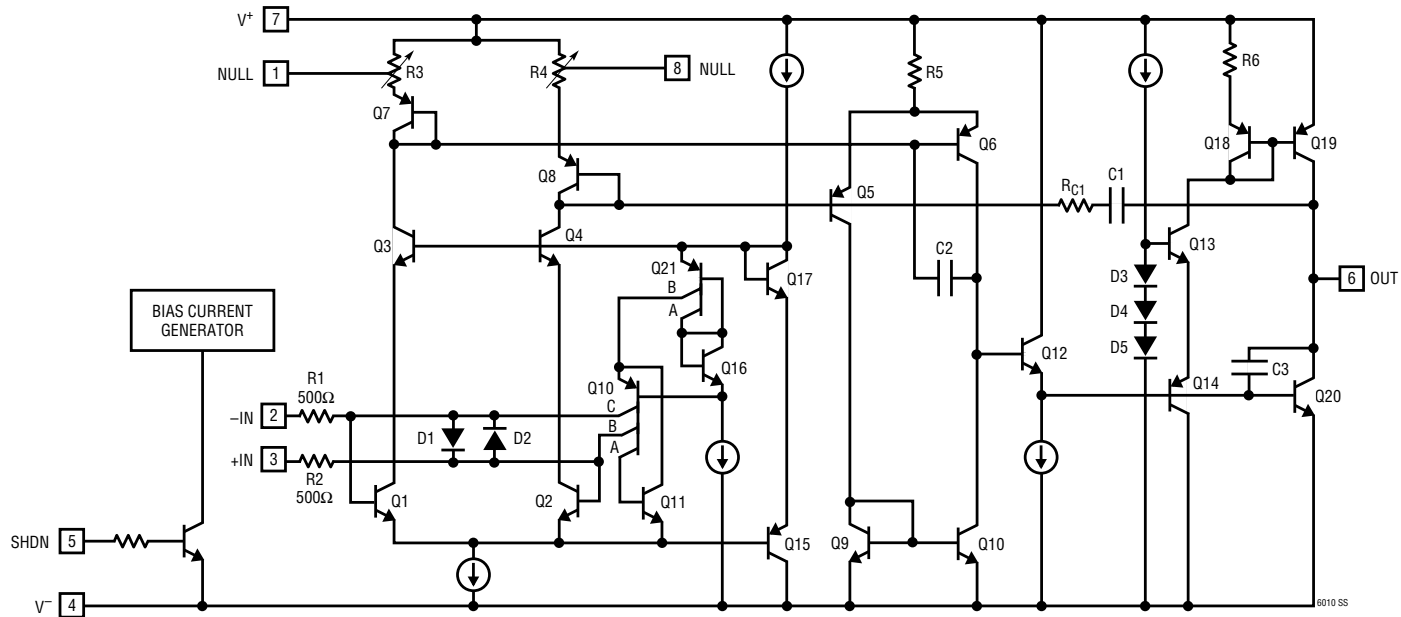 V+ 7
NULL 1
R3
R4
8 NULL
R5
R6
Q7
Q8
Q6
Q18
Q19
Q5
RC1
C1
Q3
Q4
Q21
B
A
Q17
C2
Q13
D3
D4
D5
6 OUT
BIAS CURRENT
GENERATOR
Q16
Q12
Q14
C3
Q20
R1
500Ω
–IN 2
Q10
C
B
A
D1
D2
+IN 3
R2
500Ω
Q1
Q2
Q11
SHDN 5
Q15
Q9
Q10
V– 4
6010 SS